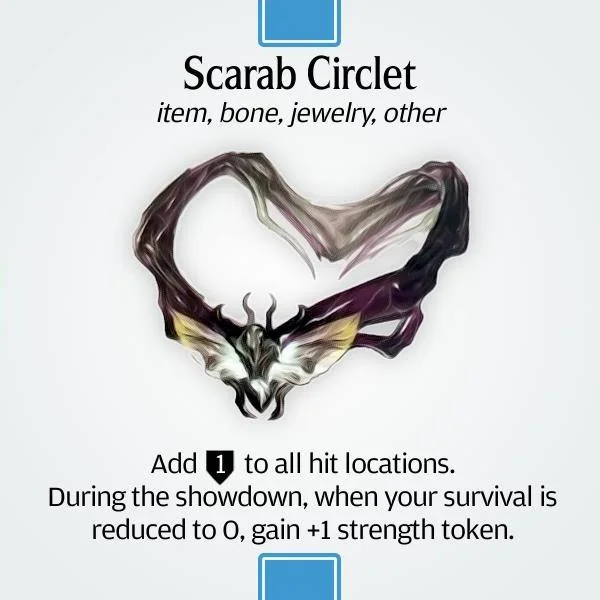 Scarab Circlet
item, bone, jewelry, other
Add 1 to all hit locations.
During the showdown, when your survival is
reduced to 0, gain +1 strength token.